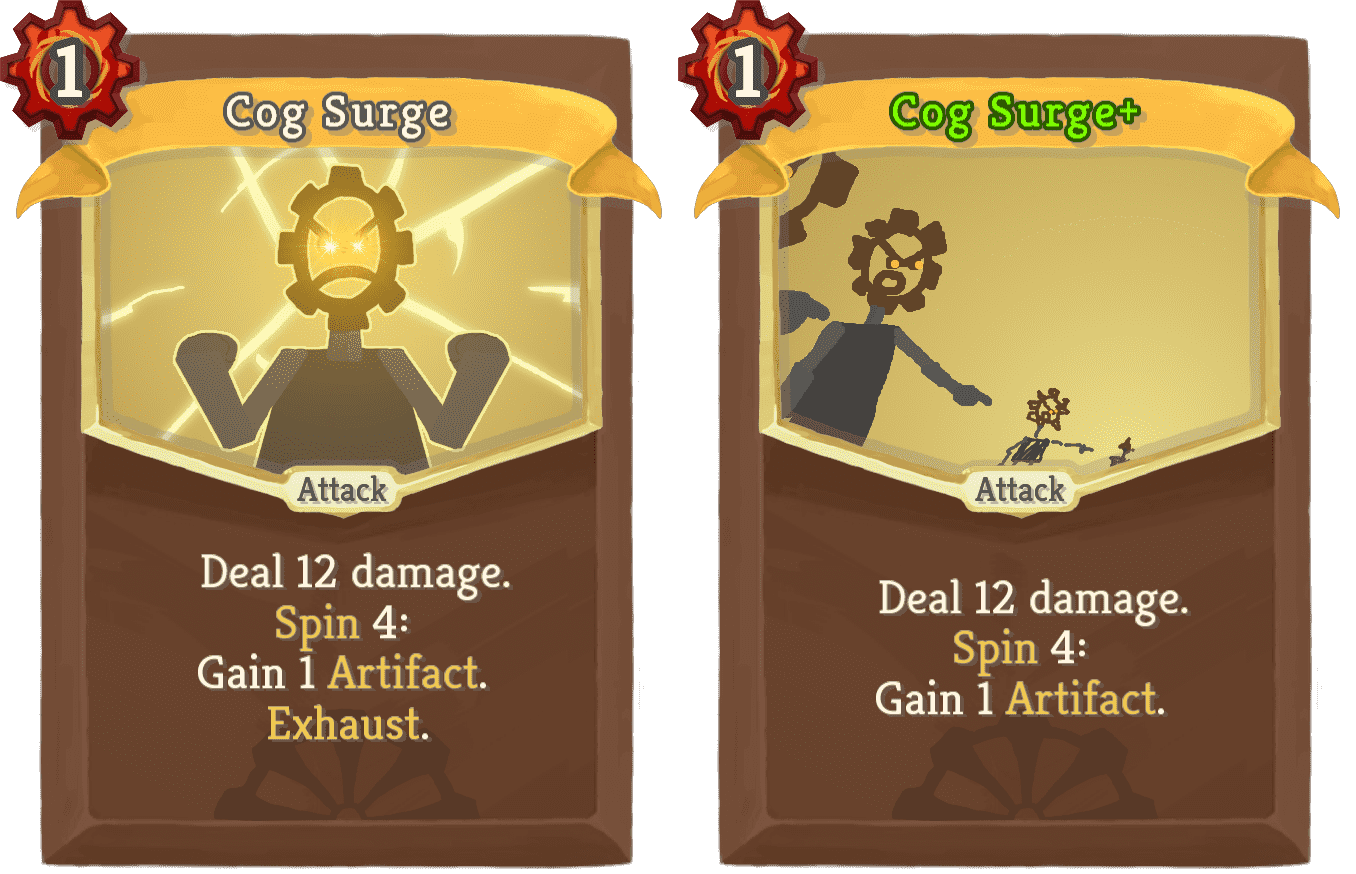 1
Cog Surge
Attack
Deal 12 damage.
Spin 4:
Gain 1 Artifact.
Exhaust.
1
Cog Surge+
Attack
Deal 12 damage.
Spin 4:
Gain 1 Artifact.